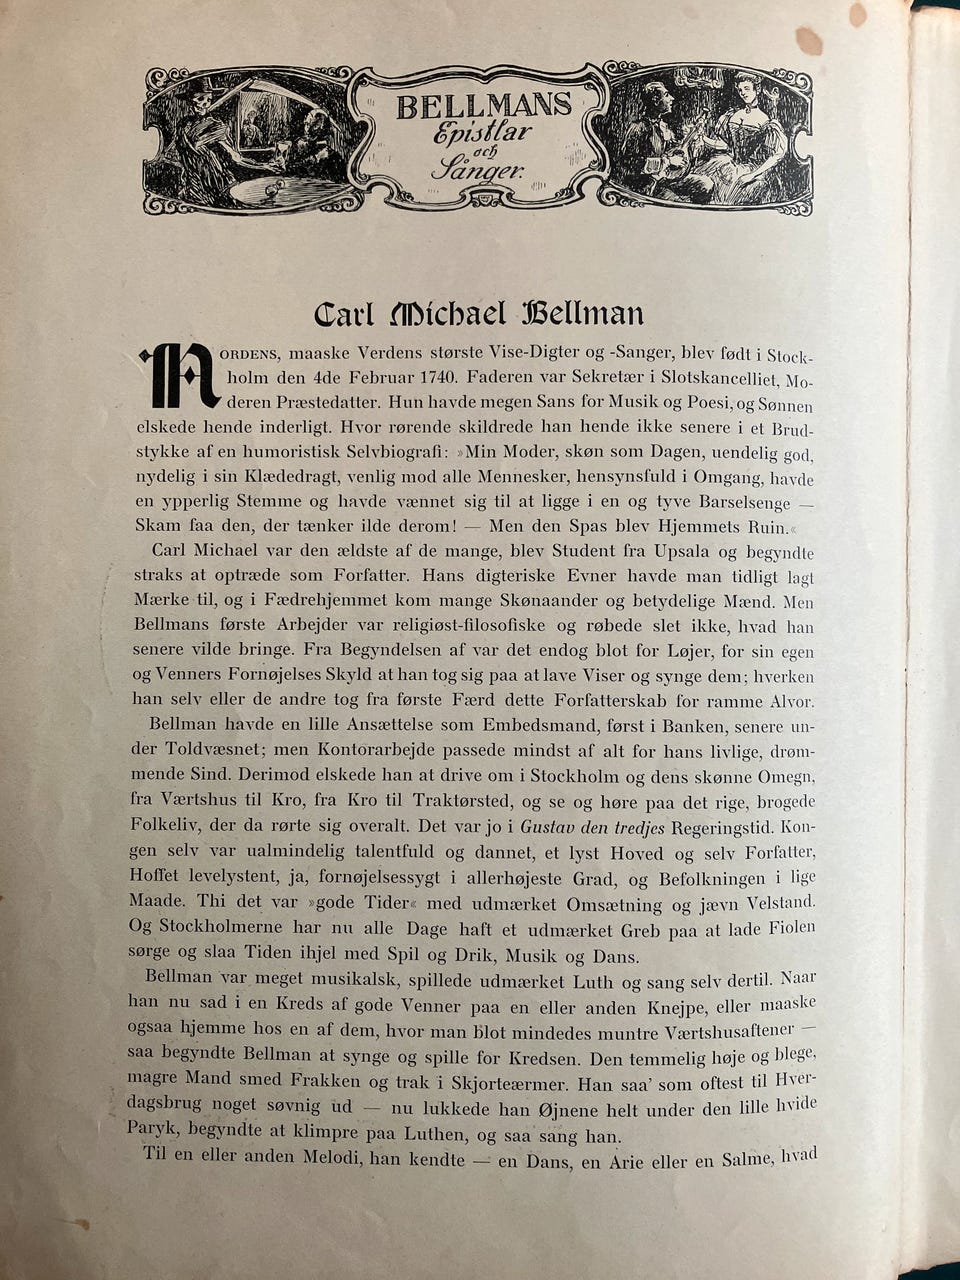 BELLMANS
Epistlar
och
Sånger.
Carl Michael Bellman
NORDENS, maaske Verdens største Vise-Digter og -Sanger, blev født i Stock-
holm den 4de Februar 1740. Faderen var Sekretær i Slotskancelliet, Mo-
deren Præstedatter. Hun havde megen Sans for Musik og Poesi, og Sønnen
elskede hende inderligt. Hvor rørende skildrede han hende ikke senere i et Brud-
stykke af en humoristisk Selvbiografi: »Min Moder, skøn som Dagen, uendelig god,
nydelig i sin Klædedragt, venlig mod alle Mennesker, hensynsfuld i Omgang, havde
en ypperlig Stemme og havde vænnet sig til at ligge i en og tyve Barselsenge —
Skam faa den, der tænker ilde derom! — Men den Spas blev Hjemmets Ruin.«
Carl Michael var den ældste af de mange, blev Student fra Upsala og begyndte
straks at optræde som Forfatter. Hans digteriske Evner havde man tidligt lagt
Mærke til, og i Fædrehjemmet kom mange Skønaander og betydelige Mænd. Men
Bellmans første Arbejder var religiøst-filosofiske og røbede slet ikke, hvad han
senere vilde bringe. Fra Begyndelsen af var det endog blot for Løjer, for sin egen
og Venners Fornøjelses Skyld at han tog sig paa at lave Viser og synge dem; hverken
han selv eller de andre tog fra første Færd dette Forfatterskab for ramme Alvor.
Bellman havde en lille Ansættelse som Embedsmand, først i Banken, senere un-
der Toldvæsnet; men Kontorarbejde passede mindst af alt for hans livlige, drøm-
mende Sind. Derimod elskede han at drive om i Stockholm og dens skønne Omegn,
fra Værtshus til Kro, fra Kro til Traktørsted, og se og høre paa det rige, brogede
Folkeliv, der da rørte sig overalt. Det var jo i Gustav den tredjes Regeringstid. Kon-
gen selv var ualmindelig talentfuld og dannet, et lyst Hoved og selv Forfatter,
Hoffet levelystent, ja, fornøjelsessygt i allerhøjeste Grad, og Befolkningen i lige
Maade. Thi det var »gode Tider« med udmærket Omsætning og jævn Velstand.
Og Stockholmerne har nu alle Dage haft et udmærket Greb paa at lade Fiolen
sørge og slaa Tiden ihjel med Spil og Drik, Musik og Dans.
Bellman var meget musikalsk, spillede udmærket Luth og sang selv dertil. Naar
han nu sad i en Kreds af gode Venner paa en eller anden Knejpe, eller maaske
ogsaa hjemme hos en af dem, hvor man blot mindedes muntre Værtshusaftener —
saa begyndte Bellman at synge og spille for Kredsen. Den temmelig høje og blege,
magre Mand smed Frakken og trak i Skjorteærmer. Han saa' som oftest til Hver-
dagsbrug noget søvnig ud — nu lukkede han Øjnene helt under den lille hvide
Paryk, begyndte at klimpre paa Luthen, og saa sang han.
Til en eller anden Melodi, han kendte — en Dans, en Arie eller en Salme, hvad